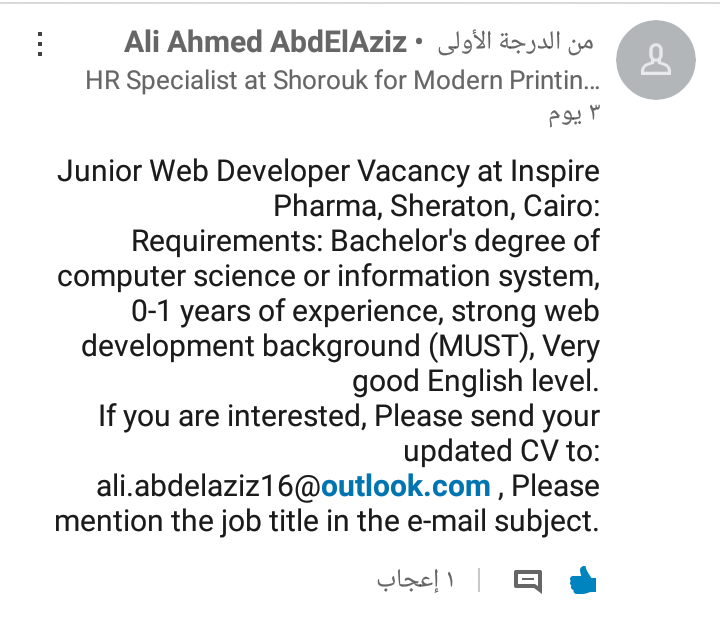 Ali Ahmed AbdElAziz • من الدرجة الأولى
HR Specialist at Shorouk for Modern Printin...
٣ يوم
Junior Web Developer Vacancy at Inspire
Pharma, Sheraton, Cairo:
Requirements: Bachelor's degree of
computer science or information system,
0-1 years of experience, strong web
development background (MUST), Very
good English level.
If you are interested, Please send your
updated CV to:
ali.abdelaziz16@outlook.com , Please
mention the job title in the e-mail subject.
١ إعجاب